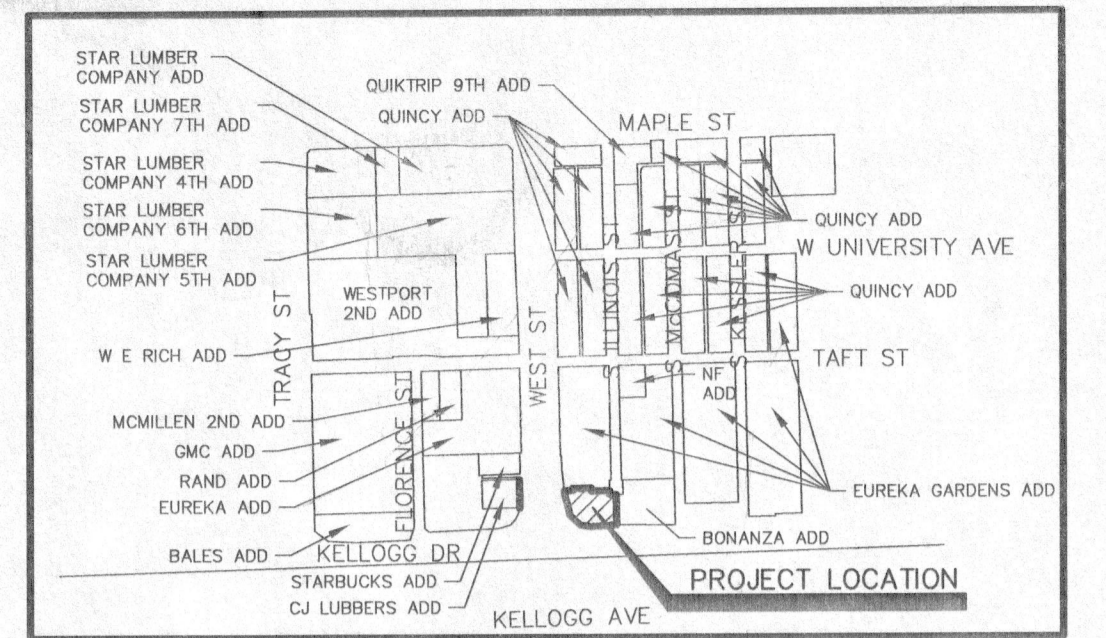 STAR LUMBER
COMPANY ADD
STAR LUMBER
COMPANY 7TH ADD
STAR LUMBER
COMPANY 4TH ADD
STAR LUMBER
COMPANY 6TH ADD
STAR LUMBER
COMPANY 5TH ADD
QUIKTRIP 9TH ADD
QUINCY ADD
MAPLE ST
QUINCY ADD
W UNIVERSITY AVE
QUINCY ADD
WESTPORT
2ND ADD
W E RICH ADD
TRACY ST
WEST ST
S ILLINOIS ST
S McCOMAS ST
S KESSLER ST
TAFT ST
NF
ADD
MCMILLEN 2ND ADD
GMC ADD
RAND ADD
EUREKA ADD
FLORENCE ST
BALES ADD
KELLOGG DR
STARBUCKS ADD
CJ LUBBERS ADD
EUREKA GARDENS ADD
BONANZA ADD
PROJECT LOCATION
KELLOGG AVE